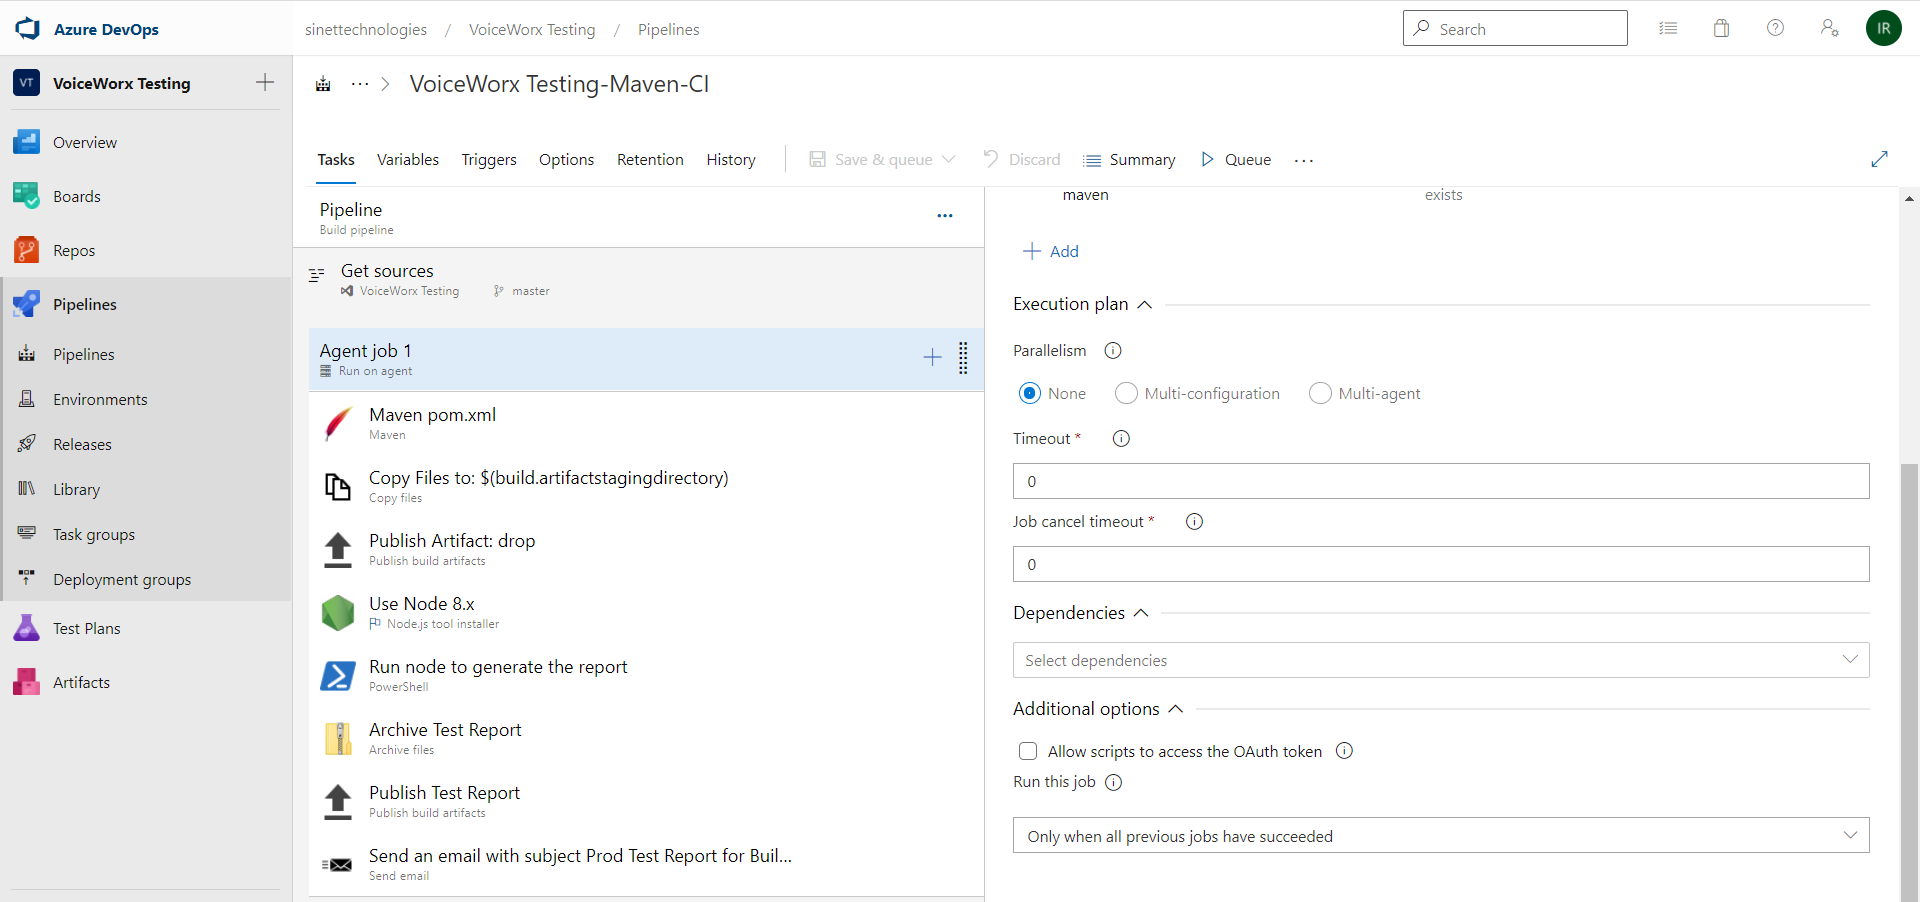 Azure DevOps
sinettechnologies / VoiceWorx Testing / Pipelines
Search
IR
VT VoiceWorx Testing
Overview
Boards
Repos
Pipelines
Pipelines
Environments
Releases
Library
Task groups
Deployment groups
Test Plans
Artifacts
... > VoiceWorx Testing-Maven-CI
Tasks Variables Triggers Options Retention History Save & queue Discard Summary Queue ...
Pipeline ...
Build pipeline
Get sources
VoiceWorx Testing master
Agent job 1
Run on agent
Maven pom.xml
Maven
Copy Files to: $(build.artifactstagingdirectory)
Copy files
Publish Artifact: drop
Publish build artifacts
Use Node 8.x
Node.js tool installer
Run node to generate the report
PowerShell
Archive Test Report
Archive files
Publish Test Report
Publish build artifacts
Send an email with subject Prod Test Report for Buil...
Send email
maven exists
+ Add
Execution plan
Parallelism
None Multi-configuration Multi-agent
Timeout *
0
Job cancel timeout *
0
Dependencies
Select dependencies
Additional options
Allow scripts to access the OAuth token
Run this job
Only when all previous jobs have succeeded